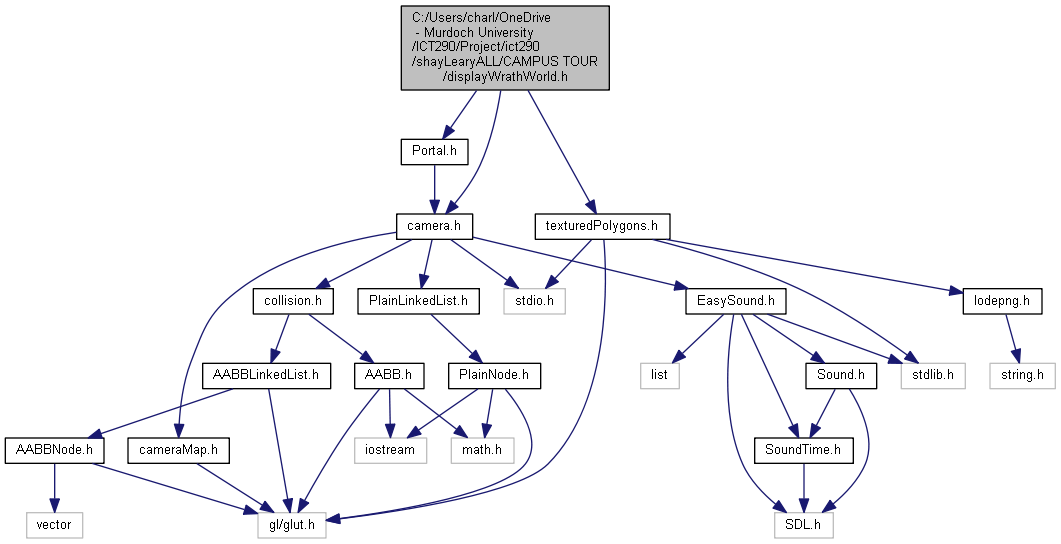 C:/Users/charl/OneDrive
- Murdoch University
/ICT290/Project/ict290
/shayLearyALL/CAMPUS TOUR
/displayWrathWorld.h
Portal.h
camera.h
texturedPolygons.h
collision.h
PlainLinkedList.h
stdio.h
EasySound.h
lodepng.h
AABBLinkedList.h
AABB.h
PlainNode.h
list
Sound.h
stdlib.h
string.h
AABBNode.h
cameraMap.h
iostream
math.h
SoundTime.h
vector
gl/glut.h
SDL.h